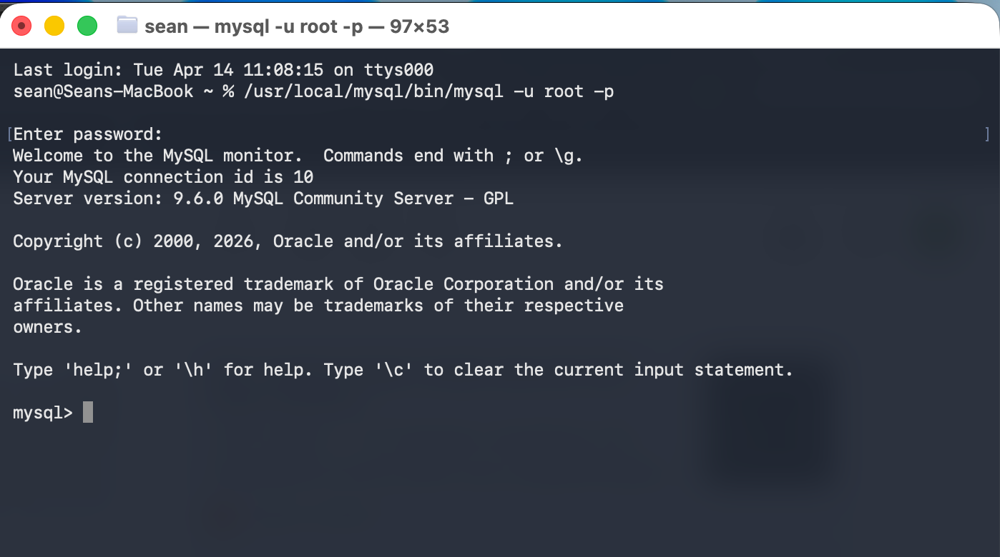 sean — mysql -u root -p — 97×53
Last login: Tue Apr 14 11:08:15 on ttys000
sean@Seans-MacBook ~ % /usr/local/mysql/bin/mysql -u root -p
[Enter password: ]
Welcome to the MySQL monitor.  Commands end with ; or \g.
Your MySQL connection id is 10
Server version: 9.6.0 MySQL Community Server - GPL
Copyright (c) 2000, 2026, Oracle and/or its affiliates.
Oracle is a registered trademark of Oracle Corporation and/or its
affiliates. Other names may be trademarks of their respective
owners.
Type 'help;' or '\h' for help. Type '\c' to clear the current input statement.
mysql>